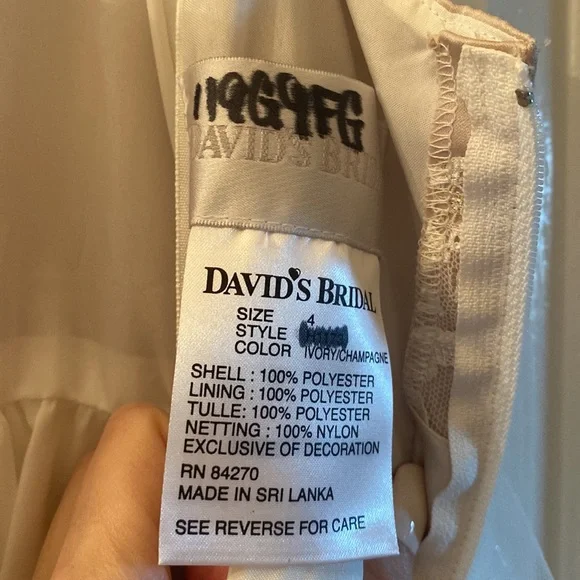 119G9FG
DAVID'S BRI
DAVID'S BRIDAL
SIZE 4
STYLE
COLOR IVORY/CHAMPAGNE
SHELL : 100% POLYESTER
LINING : 100% POLYESTER
TULLE: 100% POLYESTER
NETTING : 100% NYLON
EXCLUSIVE OF DECORATION
RN 84270
MADE IN SRI LANKA
SEE REVERSE FOR CARE